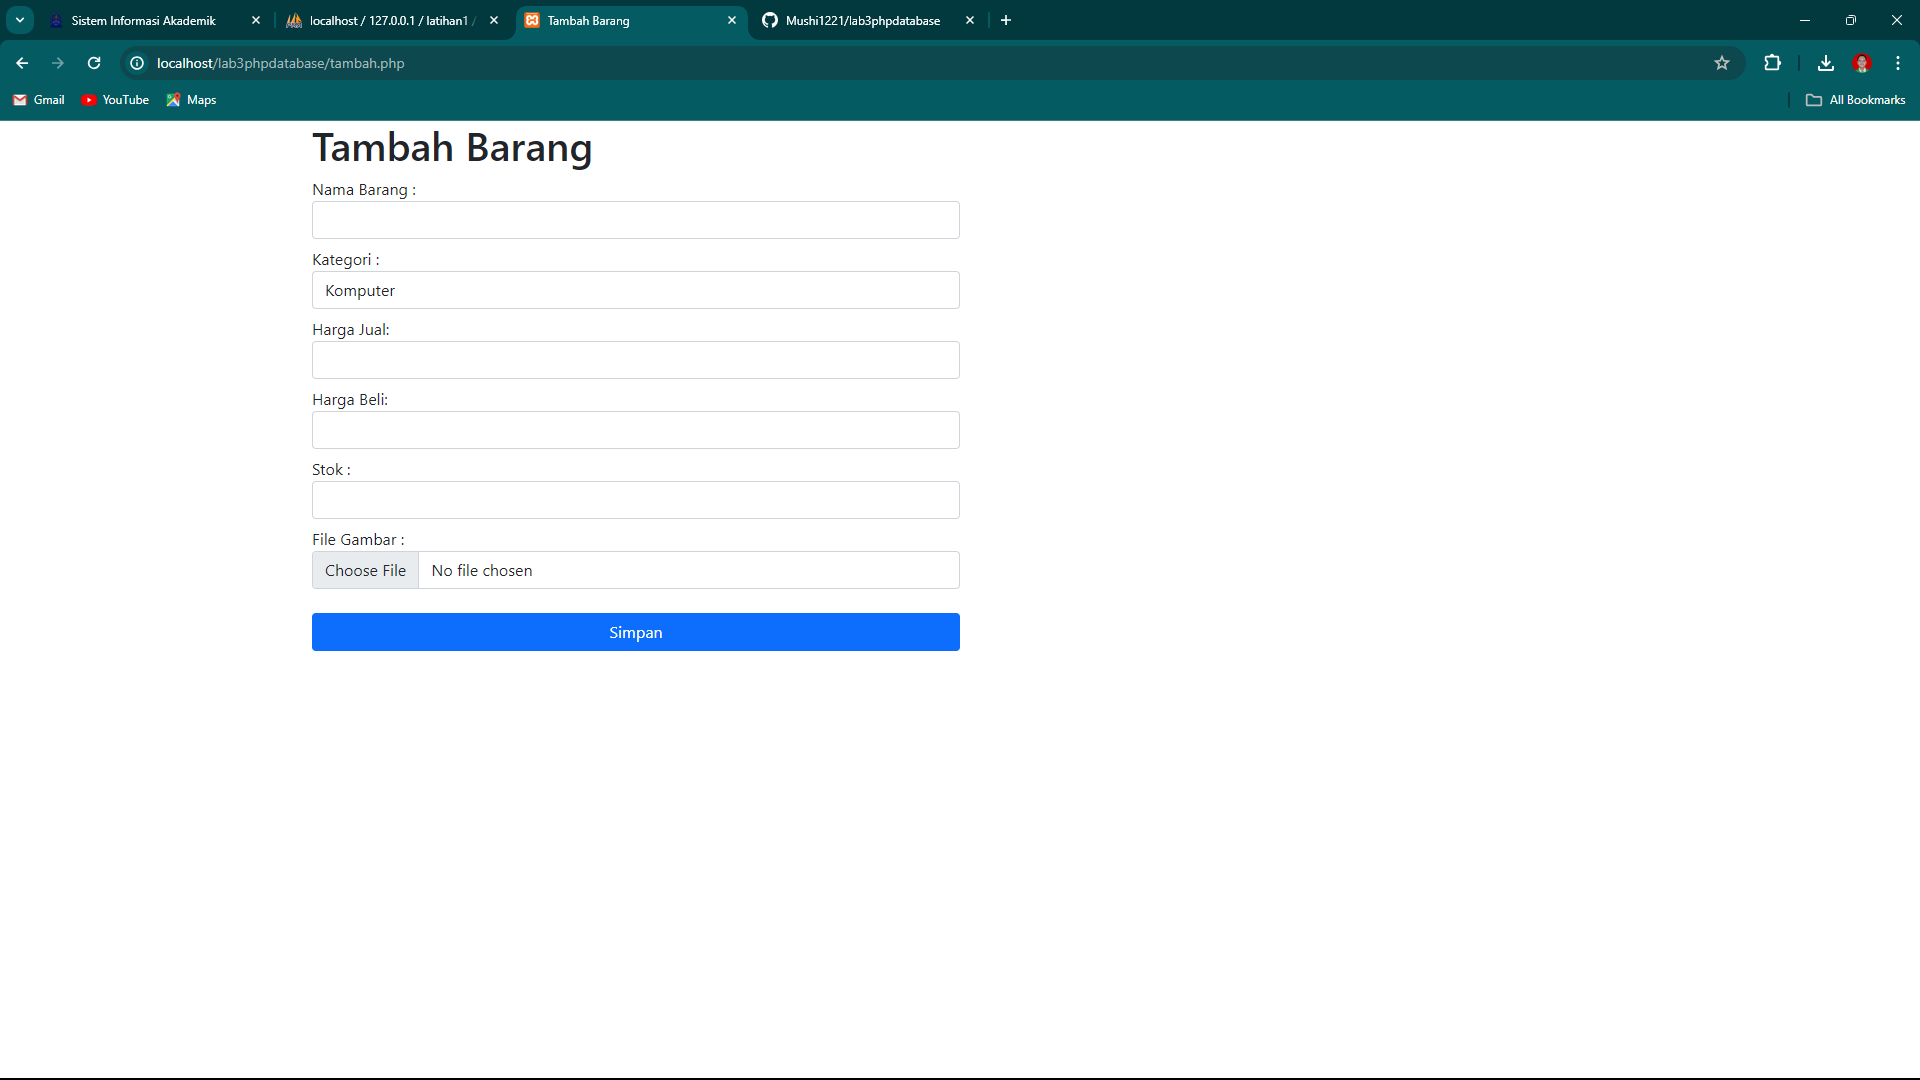 Sistem Informasi Akademik
localhost / 127.0.0.1 / latihan1 /
Tambah Barang
Mushi1221/lab3phpdatabase
localhost/lab3phpdatabase/tambah.php
Gmail
YouTube
Maps
All Bookmarks
Tambah Barang
Nama Barang :
Kategori :
Komputer
Harga Jual:
Harga Beli:
Stok :
File Gambar :
Choose File No file chosen
Simpan